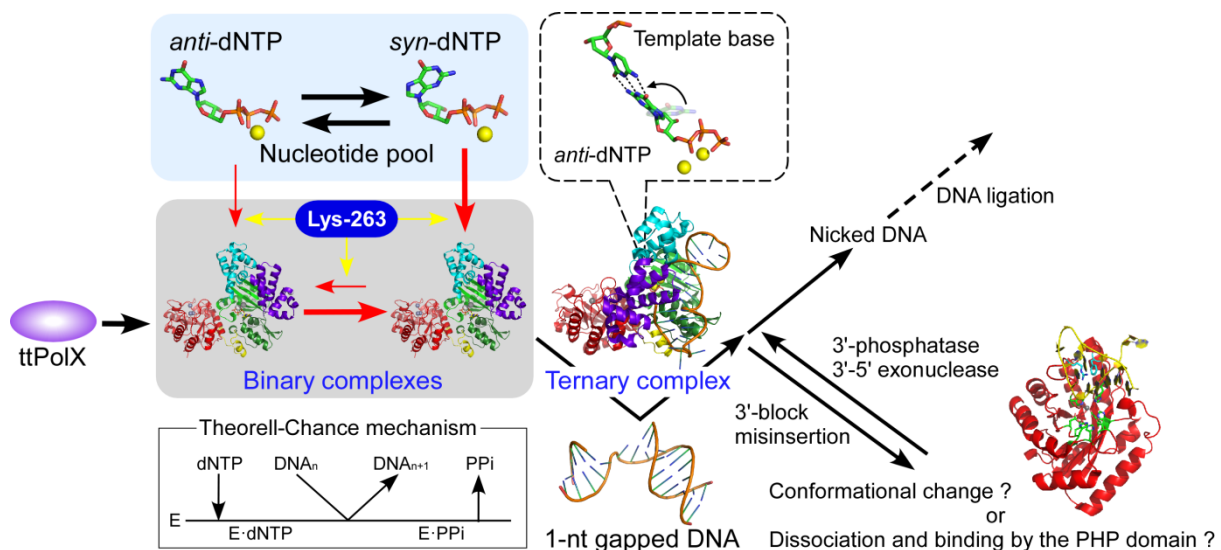 anti-dNTP
syn-dNTP
Nucleotide pool
Template base
anti-dNTP
DNA ligation
Nicked DNA
Lys-263
ttPolX
Binary complexes
Ternary complex
3'-phosphatase
3'-5' exonuclease
3'-block
misinsertion
Theorell-Chance mechanism
dNTP
DNAn
DNAn+1
PPi
E
E·dNTP
E·PPi
1-nt gapped DNA
Conformational change ?
or
Dissociation and binding by the PHP domain ?